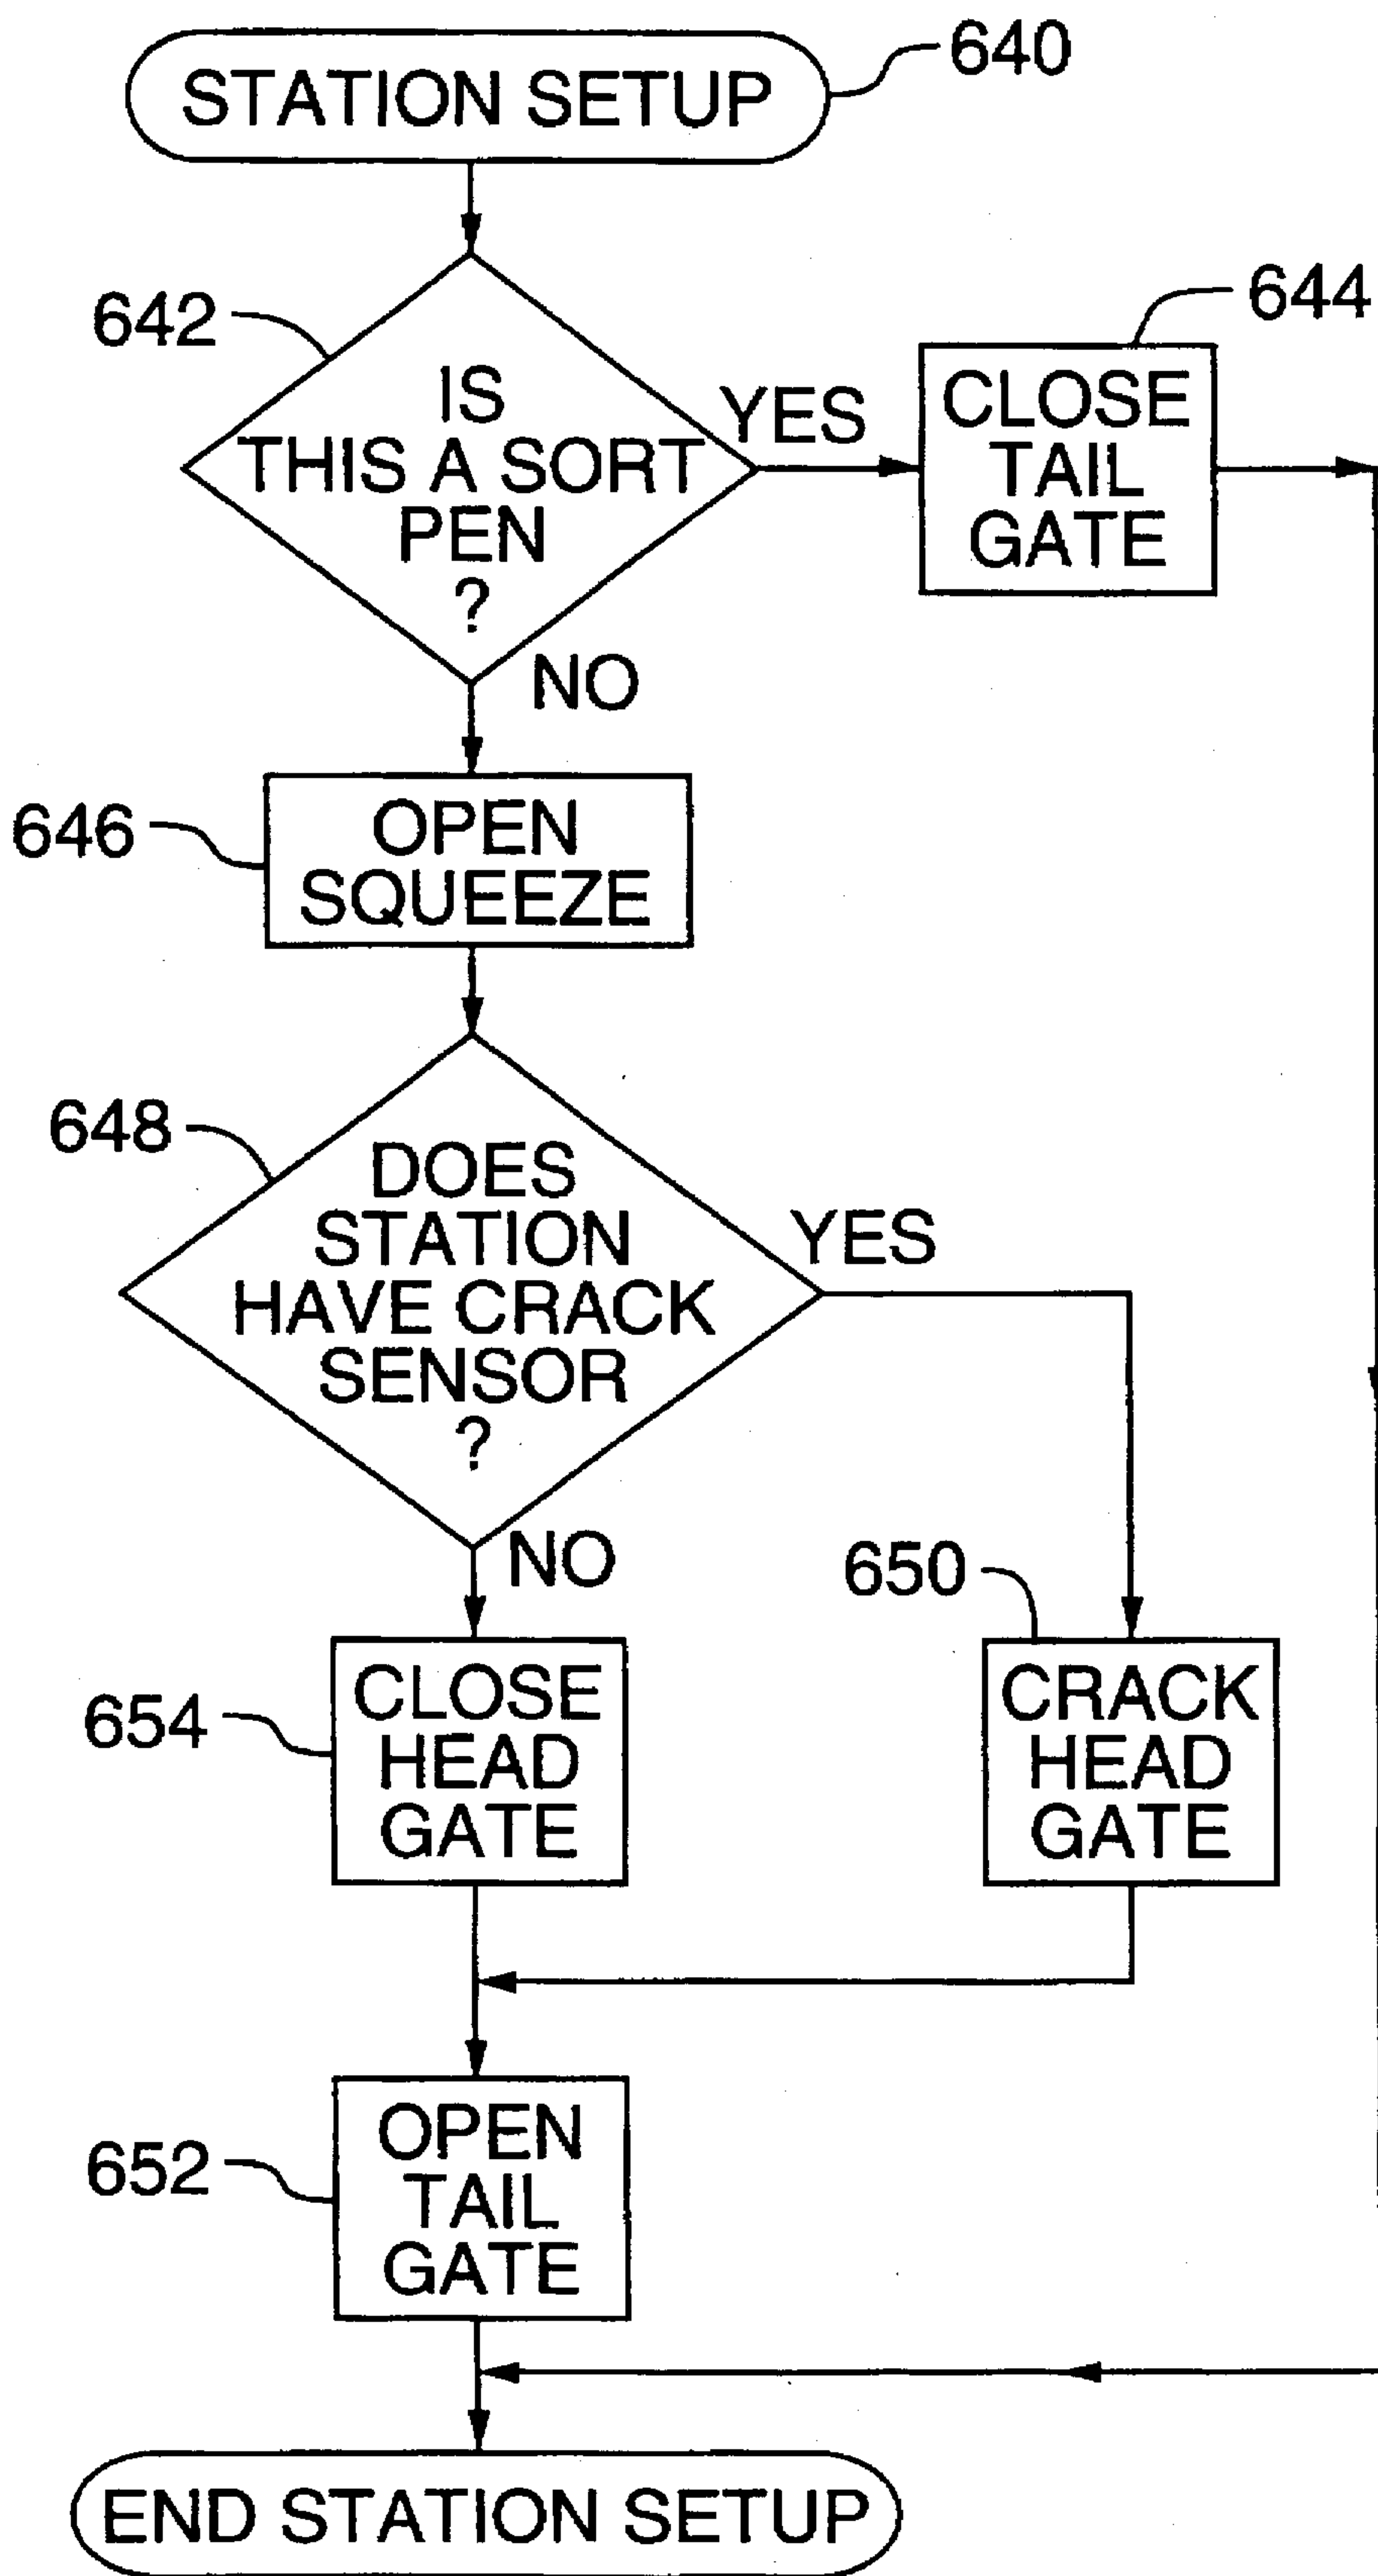 STATION SETUP
640
642
IS
THIS A SORT
PEN
?
YES
644
CLOSE
TAIL
GATE
NO
646
OPEN
SQUEEZE
648
DOES
STATION
HAVE CRACK
SENSOR
?
YES
NO
650
654
CLOSE
HEAD
GATE
CRACK
HEAD
GATE
652
OPEN
TAIL
GATE
END STATION SETUP